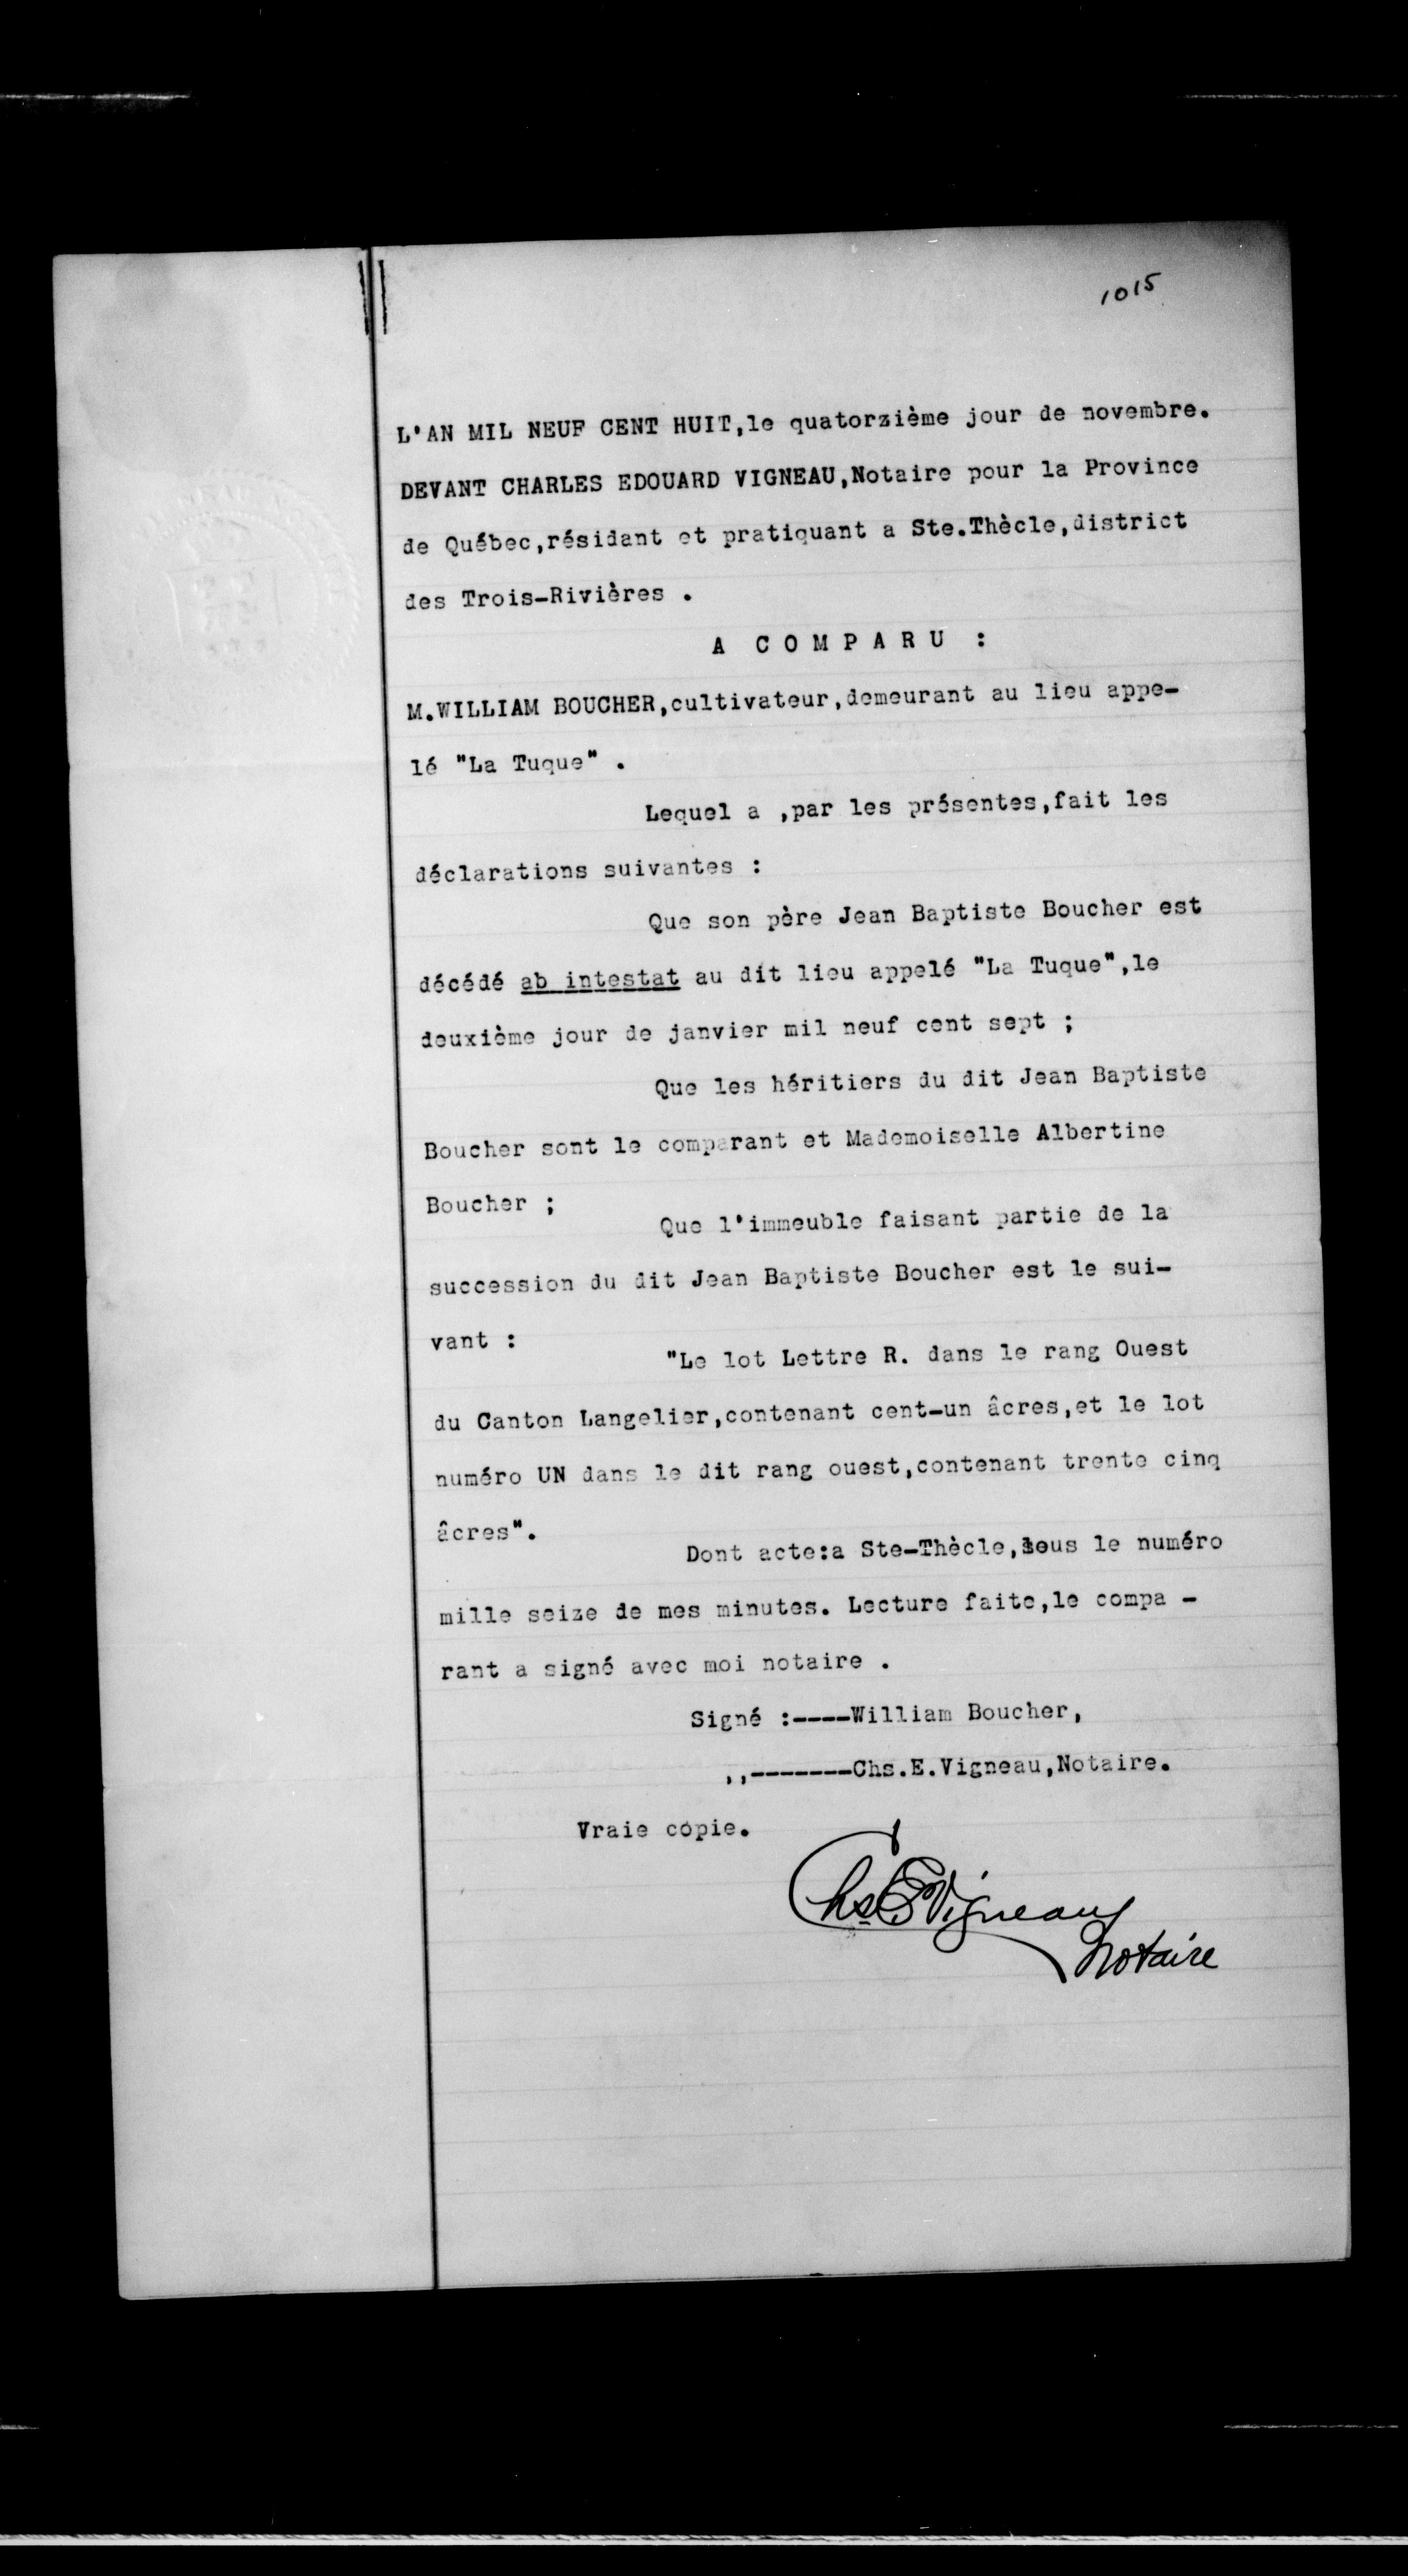 1015
L'AN MIL NEUF CENT HUIT,le quatorzième jour de novembre.
DEVANT CHARLES EDOUARD VIGNEAU,Notaire pour la Province
de Québec,résidant et pratiquant a Ste.Thècle,district
des Trois-Rivières .
A C O M P A R U :
M.WILLIAM BOUCHER,cultivateur,demeurant au lieu appe-
lé "La Tuque" .
Lequel a ,par les présentes,fait les
déclarations suivantes :
Que son père Jean Baptiste Boucher est
décédé ab intestat au dit lieu appelé "La Tuque",le
deuxième jour de janvier mil neuf cent sept ;
Que les héritiers du dit Jean Baptiste
Boucher sont le comparant et Mademoiselle Albertine
Boucher ;
Que l'immeuble faisant partie de la
succession du dit Jean Baptiste Boucher est le sui-
vant :
"Le lot Lettre R. dans le rang Ouest
du Canton Langelier,contenant cent-un âcres,et le lot
numéro UN dans le dit rang ouest,contenant trente cinq
âcres".
Dont acte:a Ste-Thècle,sous le numéro
mille seize de mes minutes. Lecture faite,le compa -
rant a signé avec moi notaire .
Signé :----William Boucher,
,,-------Chs.E.Vigneau,Notaire.
Vraie copie.
Chs E Vigneau
Notaire